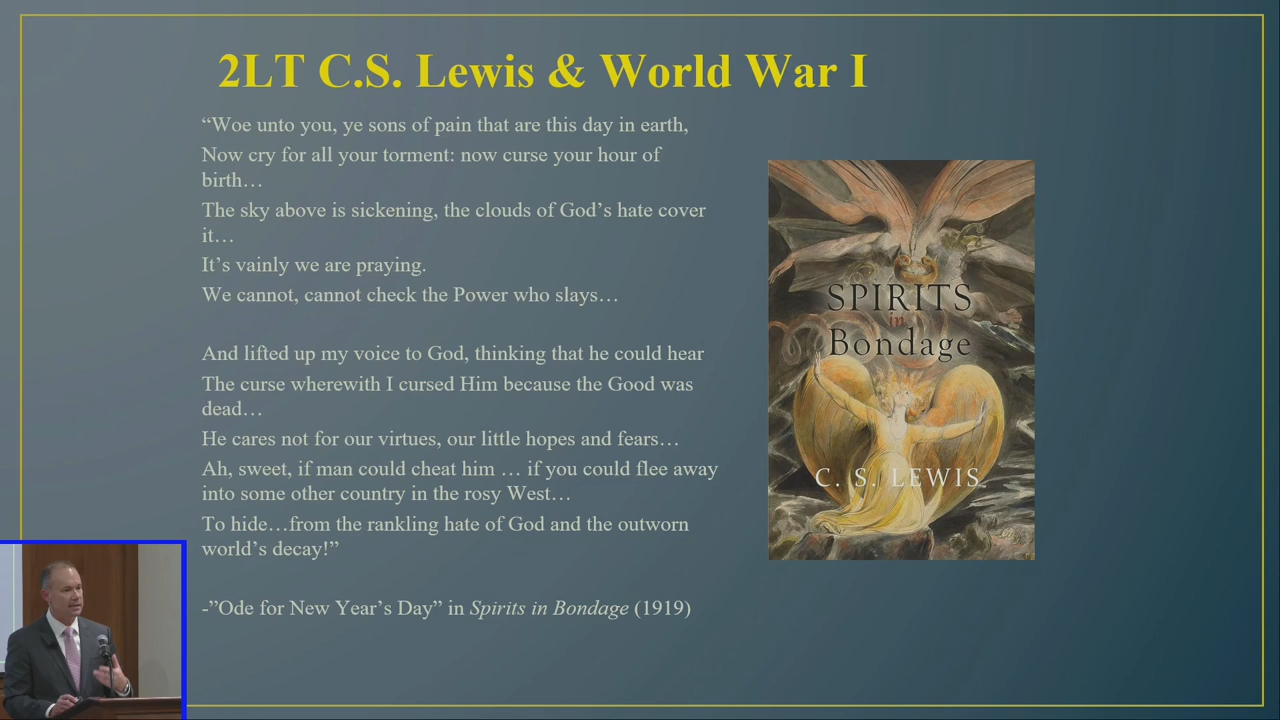 2LT C.S. Lewis & World War I
“Woe unto you, ye sons of pain that are this day in earth,
Now cry for all your torment: now curse your hour of
birth…
The sky above is sickening, the clouds of God’s hate cover
it…
It’s vainly we are praying.
We cannot, cannot check the Power who slays…
And lifted up my voice to God, thinking that he could hear
The curse wherewith I cursed Him because the Good was
dead…
He cares not for our virtues, our little hopes and fears…
Ah, sweet, if man could cheat him … if you could flee away
into some other country in the rosy West…
To hide…from the rankling hate of God and the outworn
world’s decay!”
-”Ode for New Year’s Day” in Spirits in Bondage (1919)
SPIRITS
in
Bondage
C. S. LEWIS